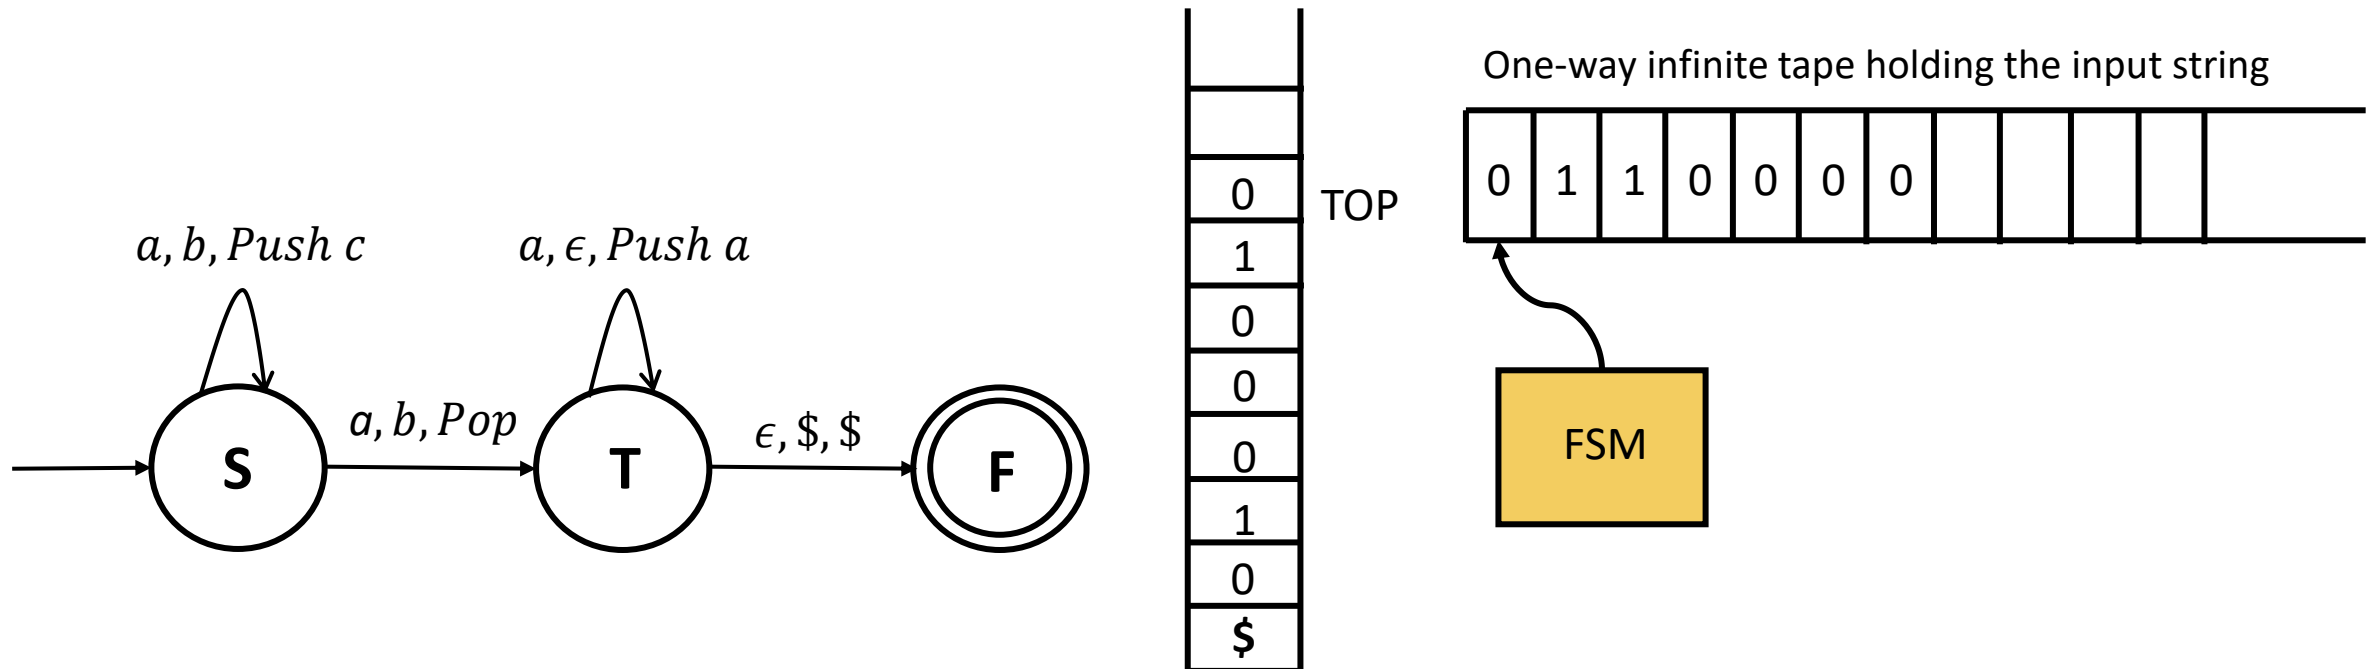 a, b, Push c
a, ϵ, Push a
a, b, Pop
ϵ, $, $
S
T
F
0
1
0
0
0
1
0
$
TOP
One-way infinite tape holding the input string
0 1 1 0 0 0 0
FSM